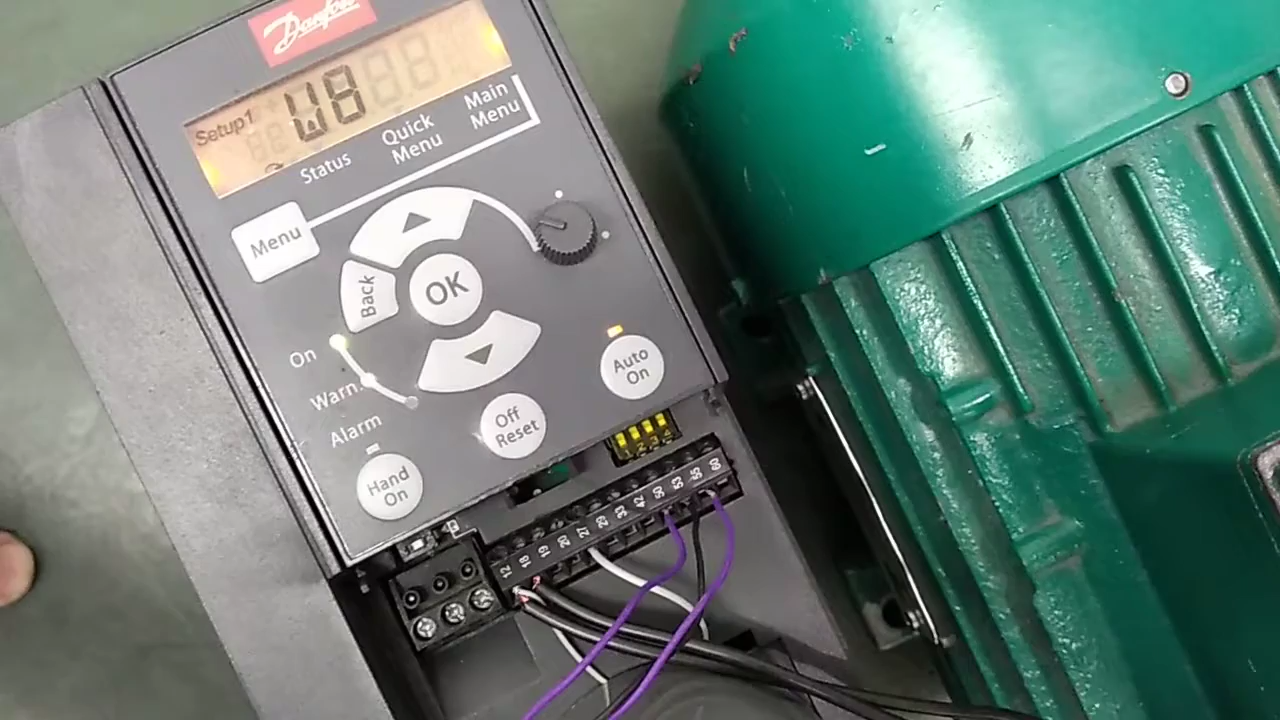 Danfoss
Setup1
W8
Status
Quick
Menu
Main
Menu
Menu
Back
OK
On
Warn.
Alarm
Hand
On
Off
Reset
Auto
On
12 18 19 20 27 29 33 42 50 53 55 60